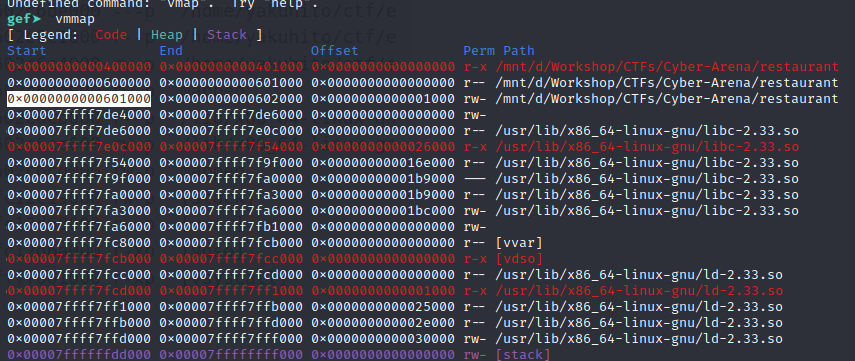 Undefined command: "vmap". Try "help".
gef➤ vmmap
[ Legend: Code | Heap | Stack ]
Start End Offset Perm Path
0x0000000000400000 0x0000000000401000 0x0000000000000000 r-x /mnt/d/Workshop/CTFs/Cyber-Arena/restaurant
0x0000000000600000 0x0000000000601000 0x0000000000000000 r-- /mnt/d/Workshop/CTFs/Cyber-Arena/restaurant
0x0000000000601000 0x0000000000602000 0x0000000000001000 rw- /mnt/d/Workshop/CTFs/Cyber-Arena/restaurant
0x00007ffff7de4000 0x00007ffff7de6000 0x0000000000000000 rw-
0x00007ffff7de6000 0x00007ffff7e0c000 0x0000000000000000 r-- /usr/lib/x86_64-linux-gnu/libc-2.33.so
0x00007ffff7e0c000 0x00007ffff7f54000 0x0000000000026000 r-x /usr/lib/x86_64-linux-gnu/libc-2.33.so
0x00007ffff7f54000 0x00007ffff7f9f000 0x000000000016e000 r-- /usr/lib/x86_64-linux-gnu/libc-2.33.so
0x00007ffff7f9f000 0x00007ffff7fa0000 0x00000000001b9000 --- /usr/lib/x86_64-linux-gnu/libc-2.33.so
0x00007ffff7fa0000 0x00007ffff7fa3000 0x00000000001b9000 r-- /usr/lib/x86_64-linux-gnu/libc-2.33.so
0x00007ffff7fa3000 0x00007ffff7fa6000 0x00000000001bc000 rw- /usr/lib/x86_64-linux-gnu/libc-2.33.so
0x00007ffff7fa6000 0x00007ffff7fb1000 0x0000000000000000 rw-
0x00007ffff7fc8000 0x00007ffff7fcb000 0x0000000000000000 r-- [vvar]
0x00007ffff7fcb000 0x00007ffff7fcc000 0x0000000000000000 r-x [vdso]
0x00007ffff7fcc000 0x00007ffff7fcd000 0x0000000000000000 r-- /usr/lib/x86_64-linux-gnu/ld-2.33.so
0x00007ffff7fcd000 0x00007ffff7ff1000 0x0000000000001000 r-x /usr/lib/x86_64-linux-gnu/ld-2.33.so
0x00007ffff7ff1000 0x00007ffff7ffb000 0x0000000000025000 r-- /usr/lib/x86_64-linux-gnu/ld-2.33.so
0x00007ffff7ffb000 0x00007ffff7ffd000 0x000000000002e000 r-- /usr/lib/x86_64-linux-gnu/ld-2.33.so
0x00007ffff7ffd000 0x00007ffff7fff000 0x0000000000030000 rw- /usr/lib/x86_64-linux-gnu/ld-2.33.so
0x00007ffffffdd000 0x00007ffffffff000 0x0000000000000000 rw- [stack]